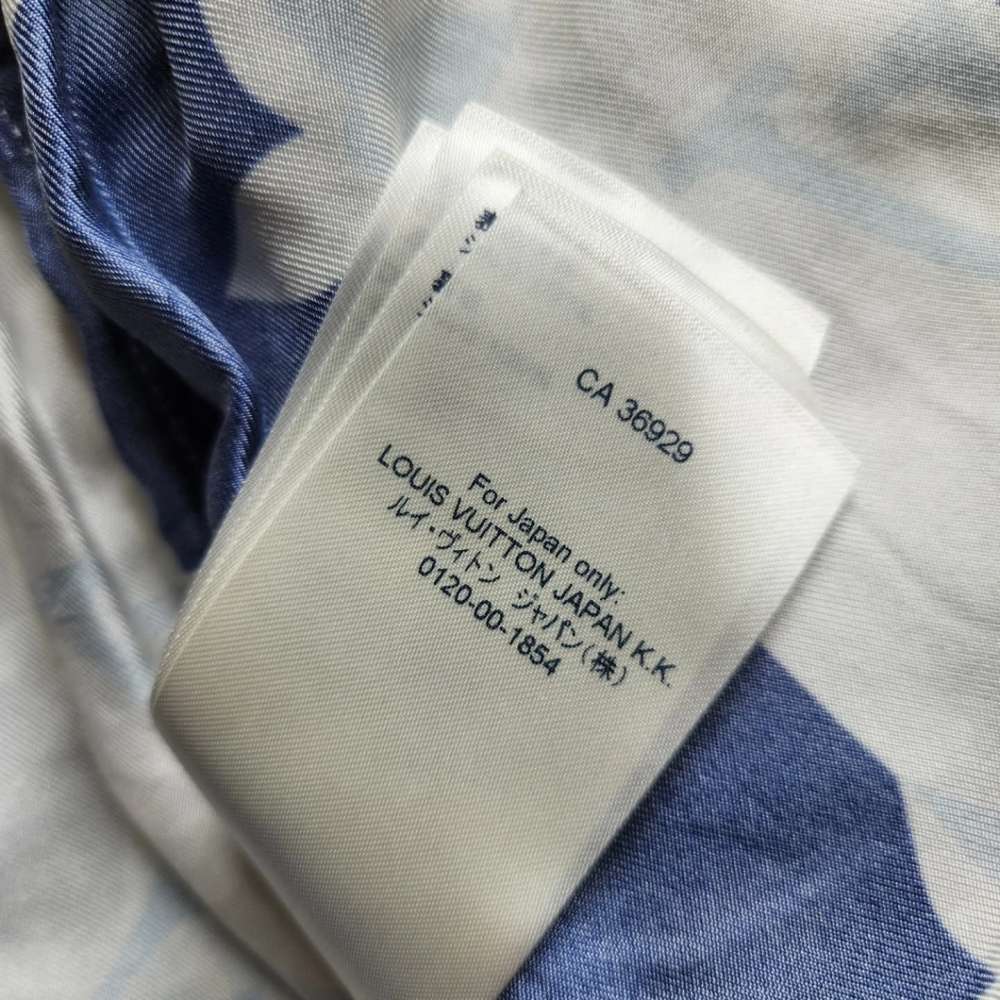 CA 36929
For Japan only:
LOUIS VUITTON JAPAN K.K.
ルイ・ヴィトン ジャパン(株)
0120-00-1854